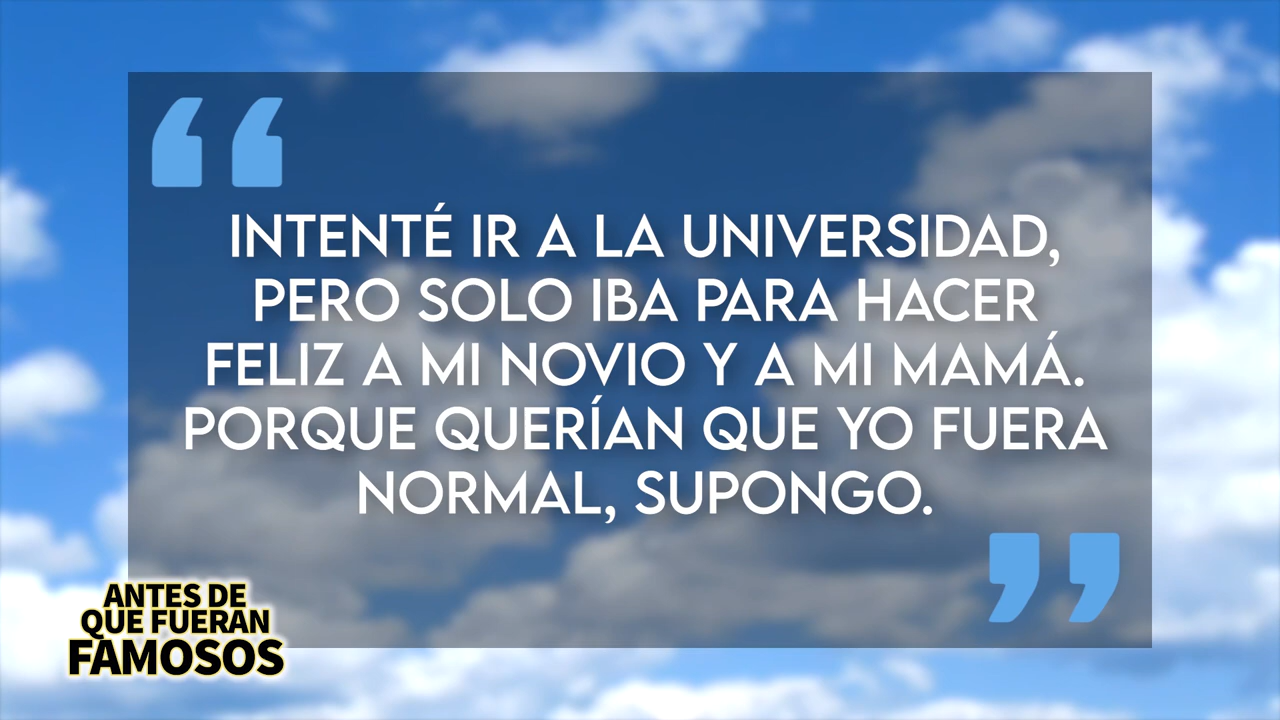 INTENTÉ IR A LA UNIVERSIDAD,
PERO SOLO IBA PARA HACER
FELIZ A MI NOVIO Y A MI MAMÁ.
PORQUE QUERÍAN QUE YO FUERA
NORMAL, SUPONGO.
ANTES DE
QUE FUERAN
FAMOSOS